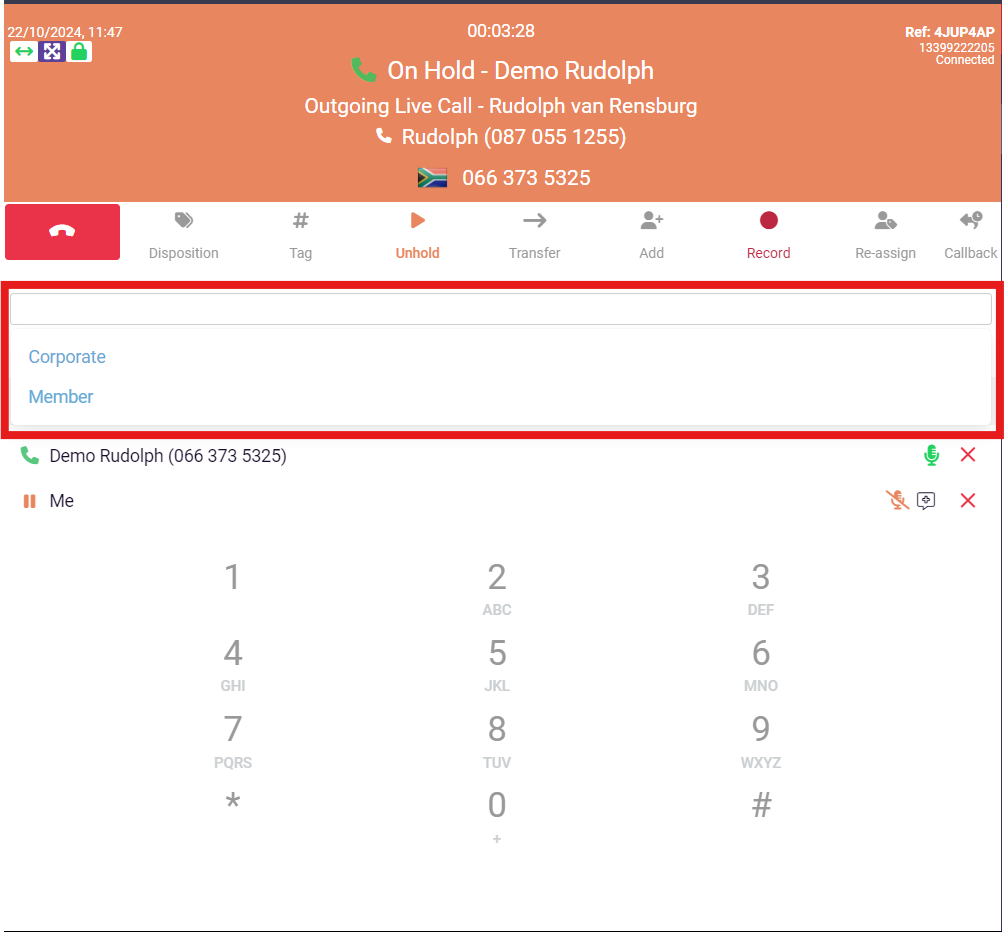 22/10/2024, 11:47
00:03:28
Ref: 4JUP4AP
13399222205
Connected
On Hold - Demo Rudolph
Outgoing Live Call - Rudolph van Rensburg
Rudolph (087 055 1255)
066 373 5325
Disposition
# Tag
Unhold
Transfer
Add
Record
Re-assign
Callback
Corporate
Member
Demo Rudolph (066 373 5325)
Me
1 2 3
ABC DEF
4 5 6
GHI JKL MNO
7 8 9
PQRS TUV WXYZ
* 0 #
+